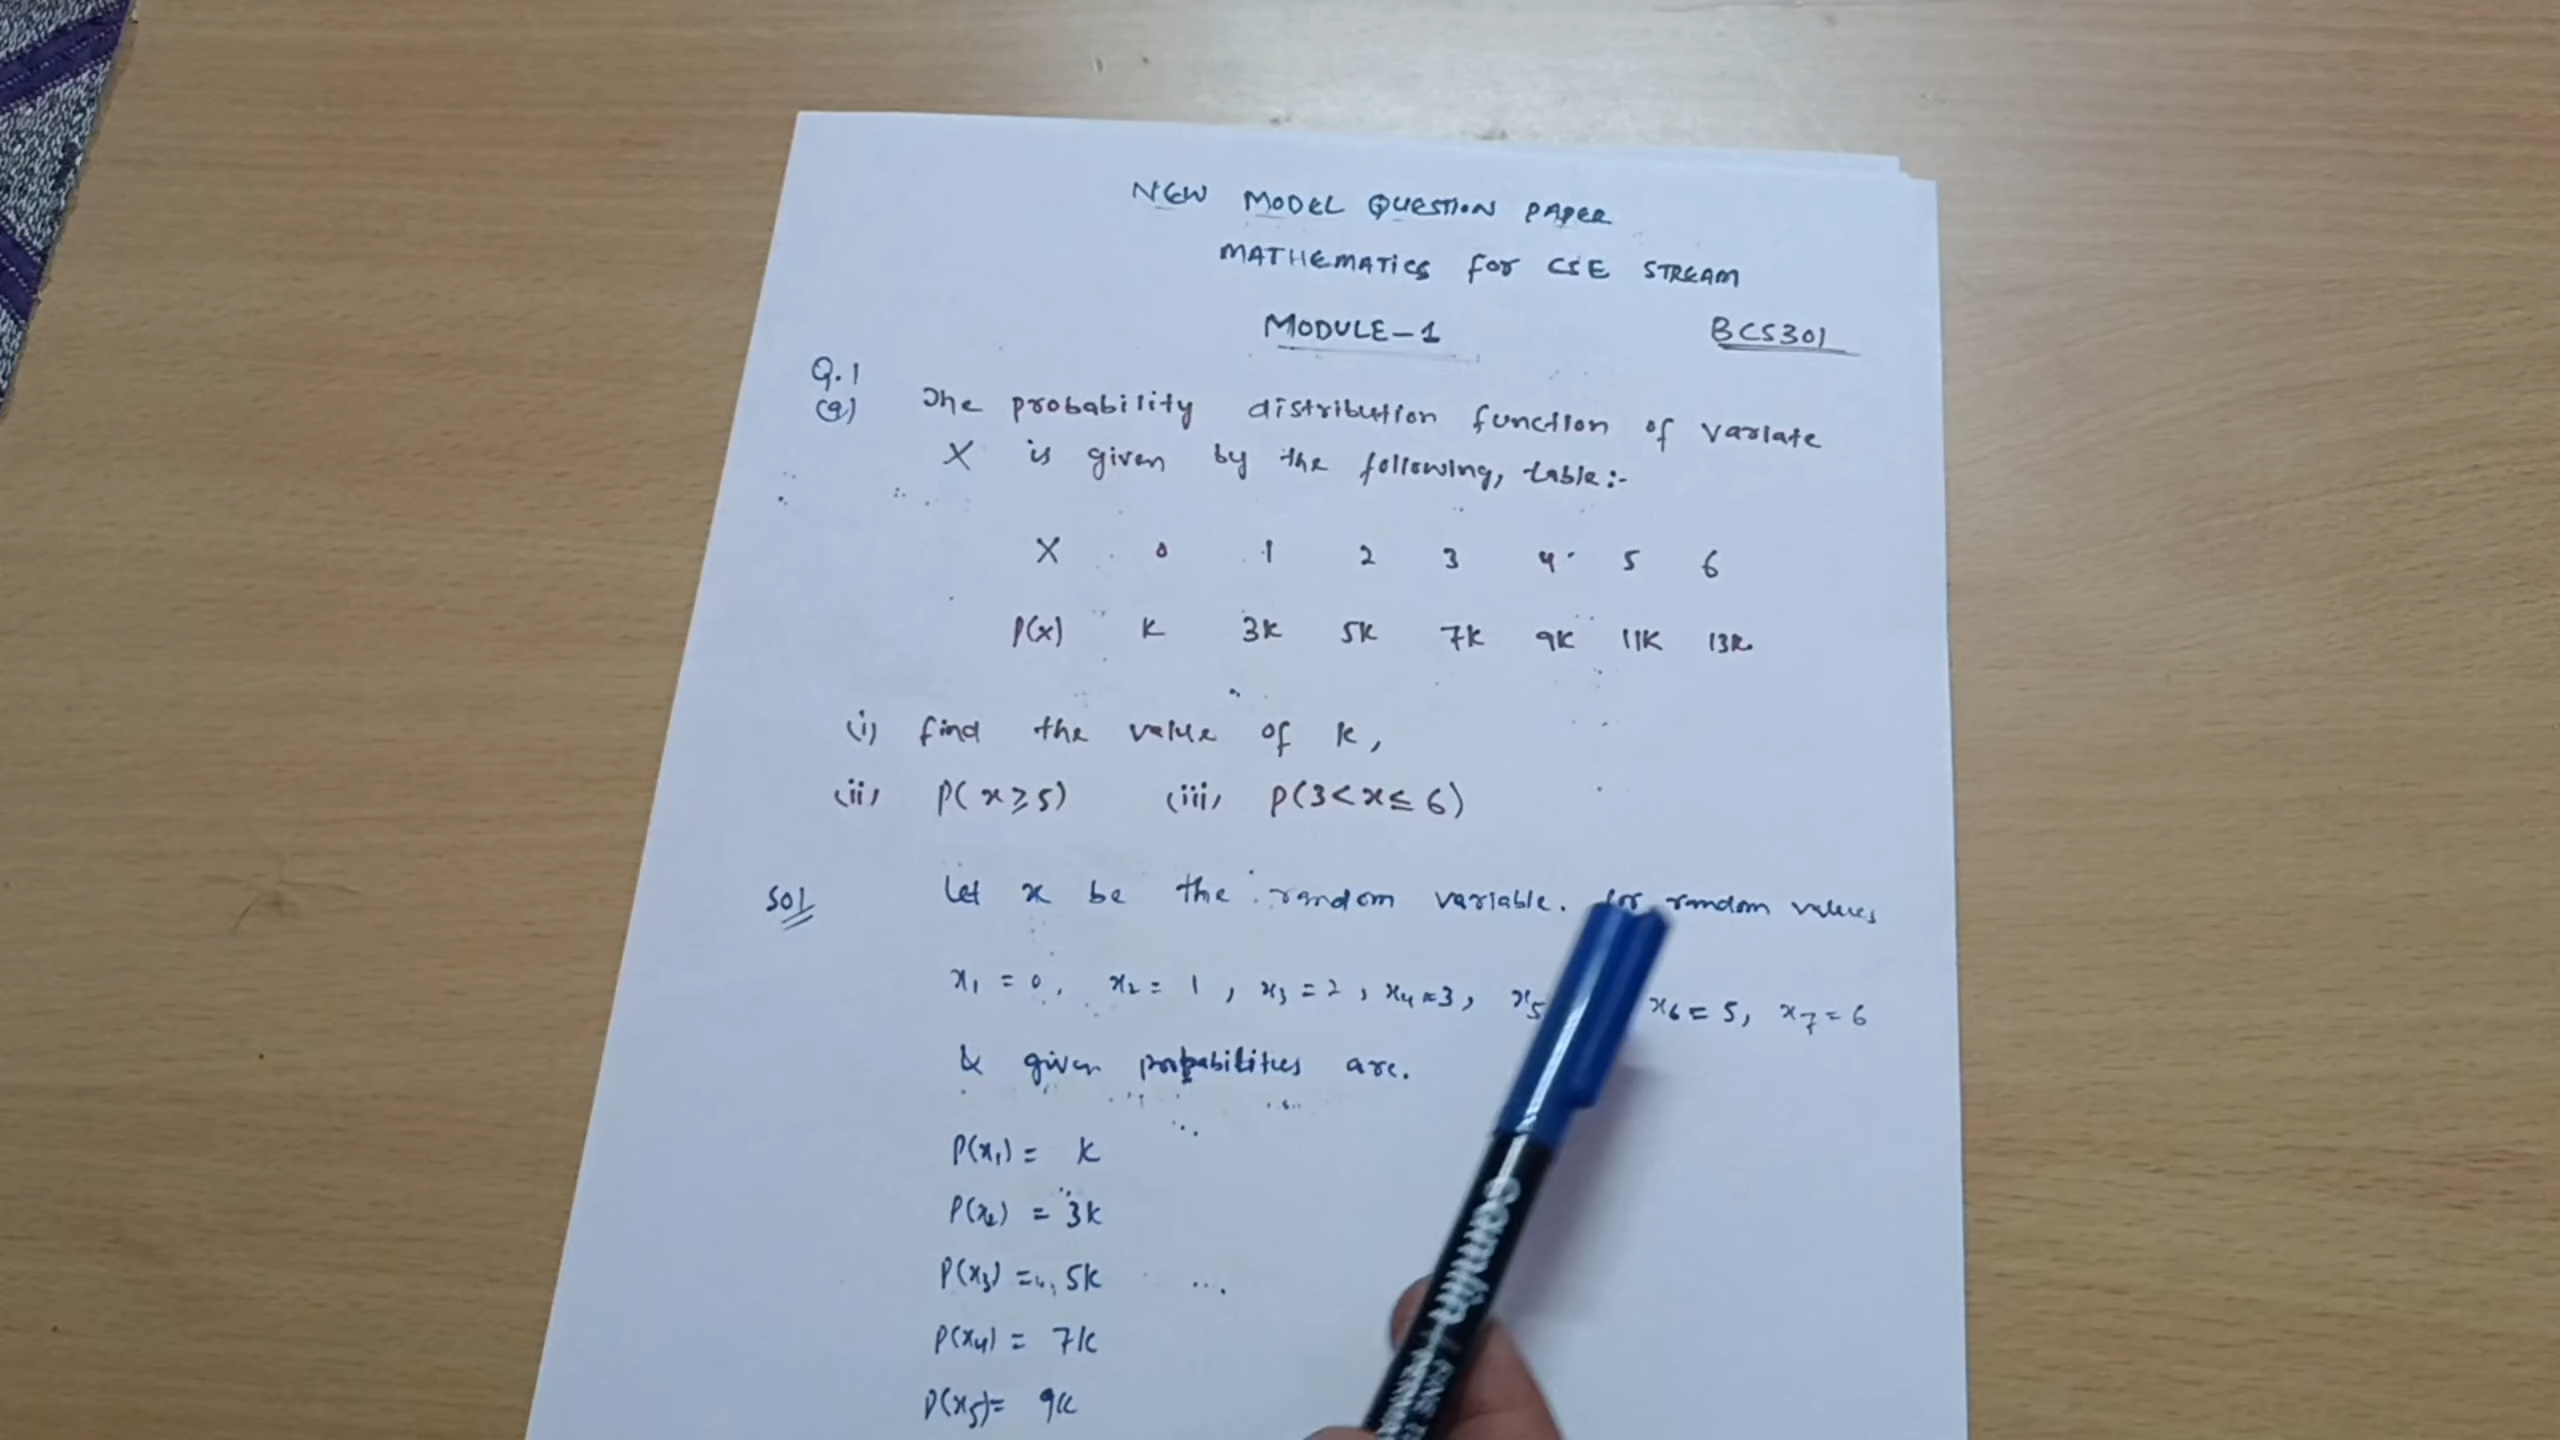 NEW MODEL QUESTION PAPER
MATHEMATICS for CSE STREAM
MODULE-1 BCS301
Q.1
(a) The probability distribution function of variate
X is given by the following, table:-
X 0 1 2 3 4 5 6
P(x) K 3K 5K 7K 9K 11K 13K
(i) find the value of k,
(ii) P(x≥5) (iii) P(3<x≤6)
Sol Let x be the random variable. for random values
x₁ = 0, x₂ = 1, x₃ = 2, x₄ = 3, x₅ x₆ = 5, x₇ = 6
& given probabilities are.
P(x₁) = K
P(x₂) = 3K
P(x₃) = 5K
P(x₄) = 7K
P(x₅) = 9K
camlin